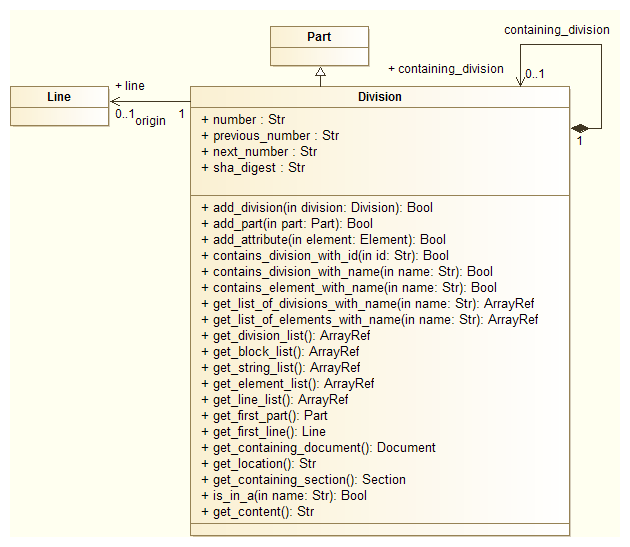 containing_division
Part
+ containing_division
0..1
+ line
Line
Division
0..1
origin
1
+ number : Str
+ previous_number : Str
+ next_number : Str
+ sha_digest : Str
1
+ add_division(in division: Division): Bool
+ add_part(in part: Part): Bool
+ add_attribute(in element: Element): Bool
+ contains_division_with_id(in id: Str): Bool
+ contains_division_with_name(in name: Str): Bool
+ contains_element_with_name(in name: Str): Bool
+ get_list_of_divisions_with_name(in name: Str): ArrayRef
+ get_list_of_elements_with_name(in name: Str): ArrayRef
+ get_division_list(): ArrayRef
+ get_block_list(): ArrayRef
+ get_string_list(): ArrayRef
+ get_element_list(): ArrayRef
+ get_line_list(): ArrayRef
+ get_first_part(): Part
+ get_first_line(): Line
+ get_containing_document(): Document
+ get_location(): Str
+ get_containing_section(): Section
+ is_in_a(in name: Str): Bool
+ get_content(): Str